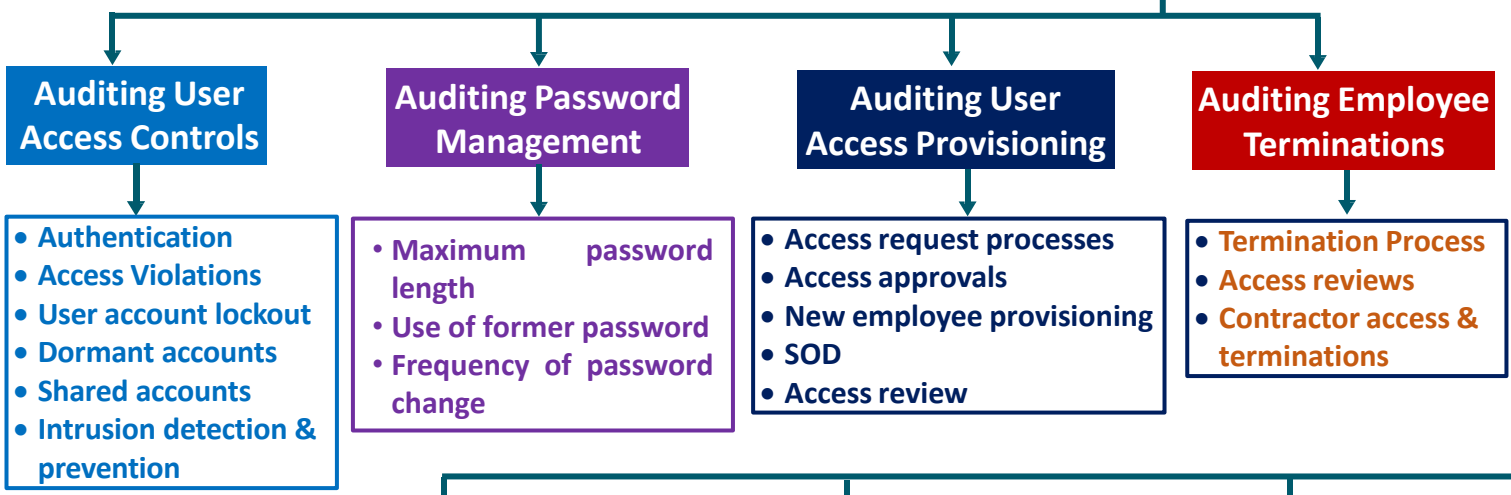 Auditing User
Access Controls
• Authentication
• Access Violations
• User account lockout
• Dormant accounts
• Shared accounts
• Intrusion detection &
prevention
Auditing Password
Management
• Maximum password
length
• Use of former password
• Frequency of password
change
Auditing User
Access Provisioning
• Access request processes
• Access approvals
• New employee provisioning
• SOD
• Access review
Auditing Employee
Terminations
• Termination Process
• Access reviews
• Contractor access &
terminations